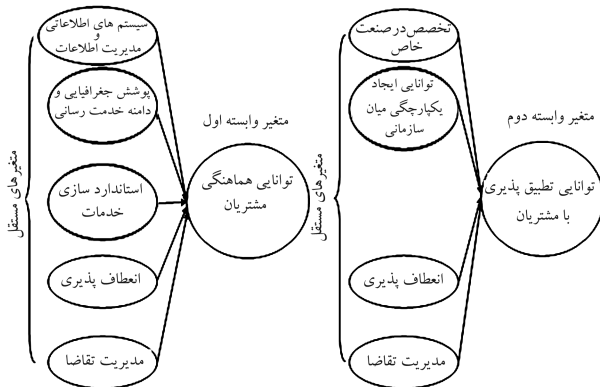 تخصص در صنعت
خاص
توانایی ایجاد
یکپارچگی میان
سازمانی
انعطاف پذیری
مدیریت تقاضا
متغیر وابسته دوم
توانایی تطبیق پذیری
با مشتریان
متغیرهای مستقل
سیستم های اطلاعاتی
و
مدیریت اطلاعات
پوشش جغرافیایی و
دامنه خدمت رسانی
استاندارد سازی
خدمات
انعطاف پذیری
مدیریت تقاضا
متغیر وابسته اول
توانایی هماهنگی
مشتریان
متغیرهای مستقل